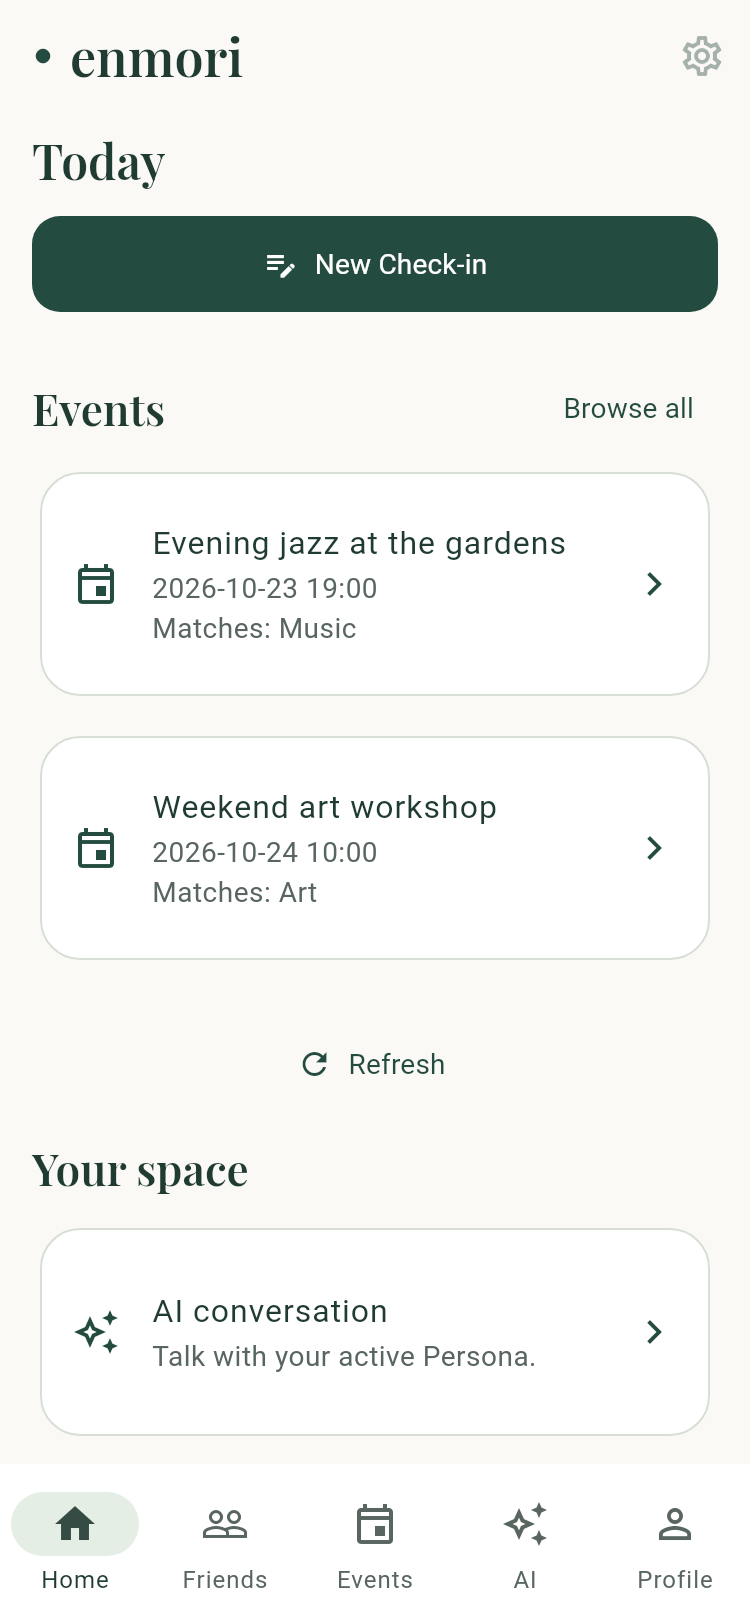 enmori
Today
New Check-in
Events
Browse all
Evening jazz at the gardens
2026-10-23 19:00
Matches: Music
Weekend art workshop
2026-10-24 10:00
Matches: Art
Refresh
Your space
AI conversation
Talk with your active Persona.
Home
Friends
Events
AI
Profile